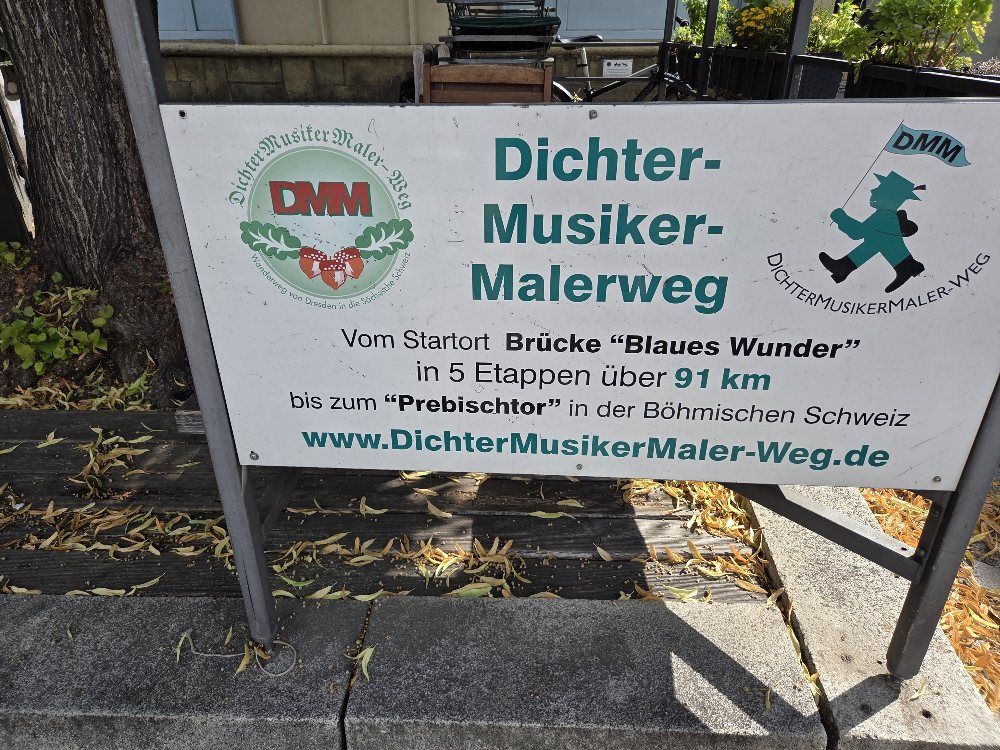 DichterMusikerMaler-Weg
DMM
Wanderweg von Dresden in die Sächsische Schweiz
Dichter-
Musiker-
Malerweg
DMM
DICHTERMUSIKERMALER-WEG
Vom Startort Brücke “Blaues Wunder”
in 5 Etappen über 91 km
bis zum “Prebischtor” in der Böhmischen Schweiz
www.DichterMusikerMaler-Weg.de